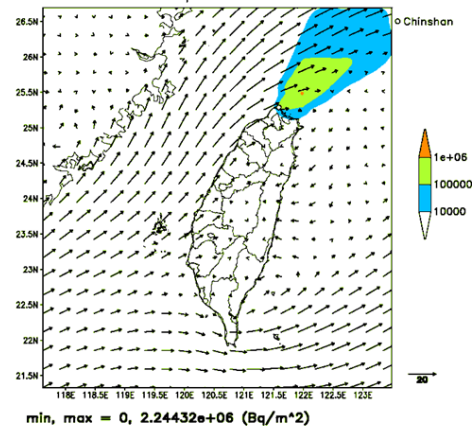 26.5N
Chinshan
26N
25.5N
25N
24.5N
24N
23.5N
23N
22.5N
22N
21.5N
1e+06
100000
10000
118E 118.5E 119E 119.5E 120E 120.5E 121E 121.5E 122E 122.5E 123E
20
min, max = 0, 2.24432e+06 (Bq/m^2)